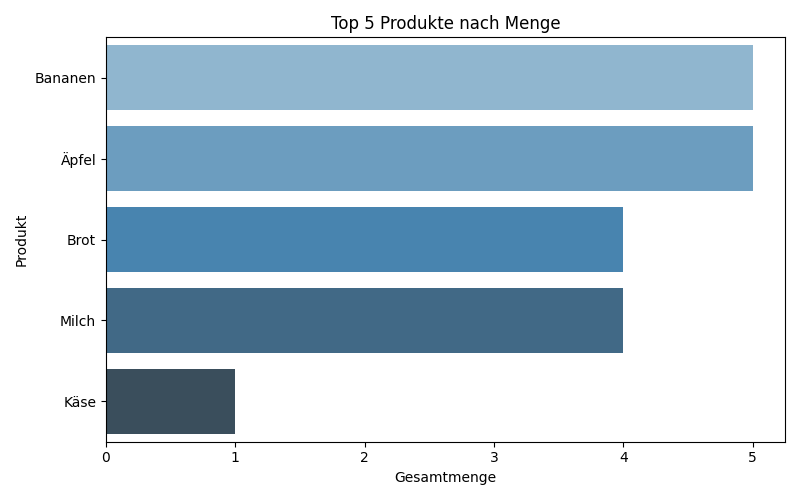 Top 5 Produkte nach Menge
Produkt
Bananen
Äpfel
Brot
Milch
Käse
0 1 2 3 4 5
Gesamtmenge